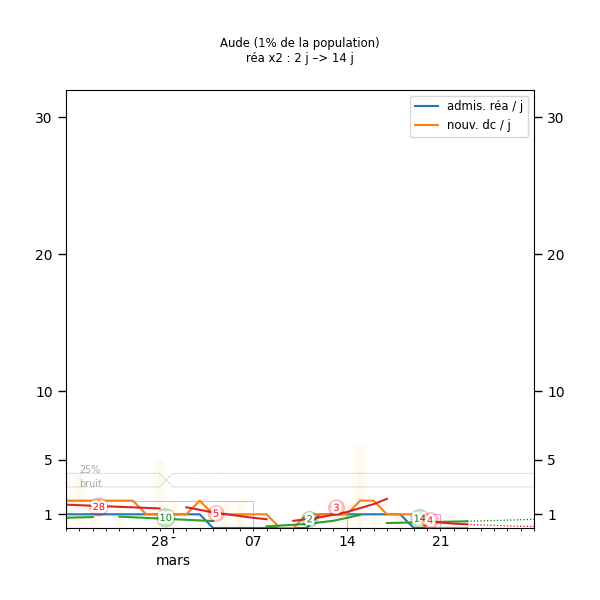 Aude (1% de la population)
réa x2 : 2 j –> 14 j
admis. réa / j
nouv. dc / j
30 30
20 20
10 10
5 5
25%
bruit
28 5 3
10 2 14 4
1 1
28 07 14 21
mars